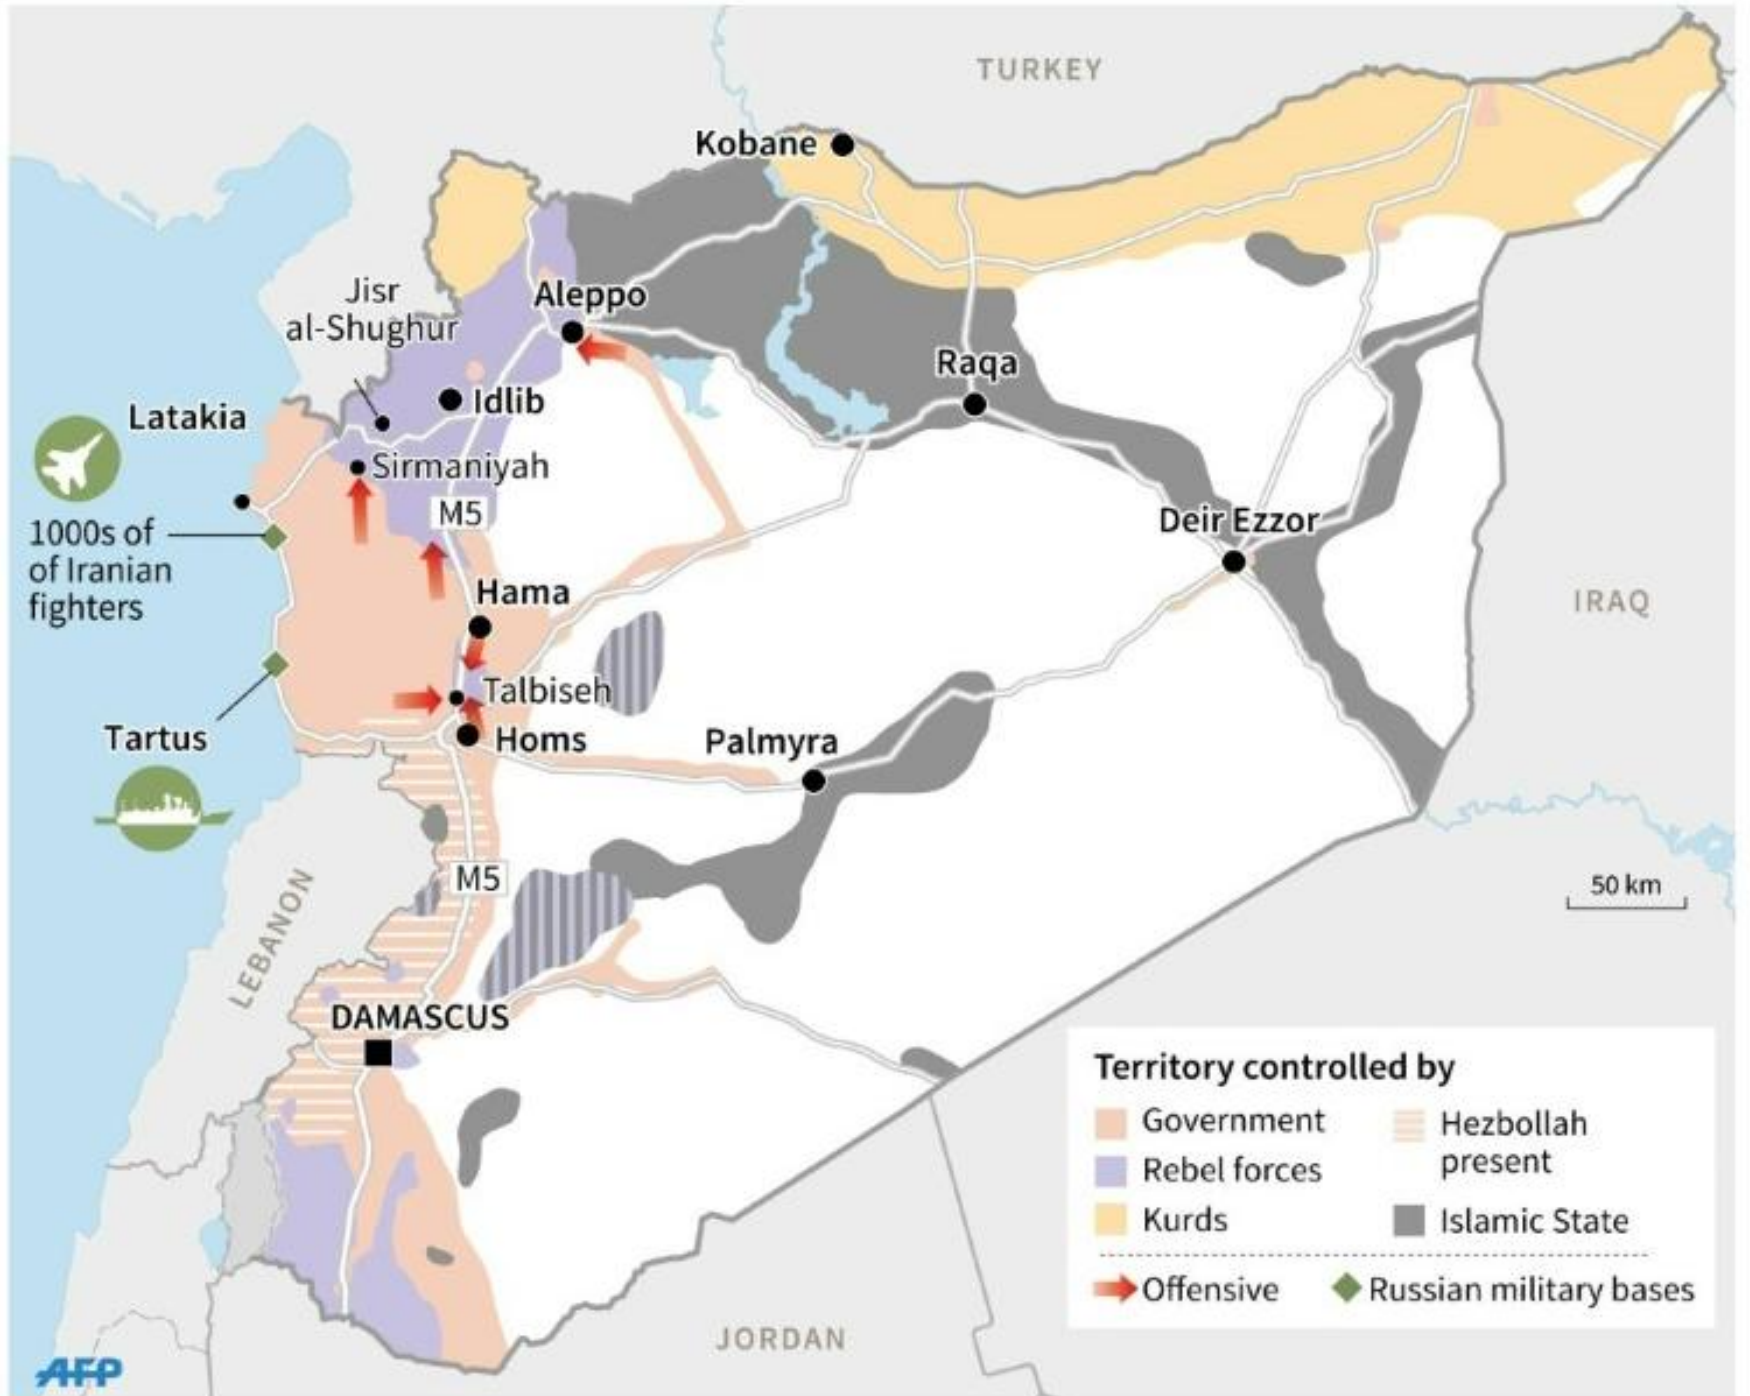 TURKEY
Kobane
Jisr
al-Shughur
Aleppo
Raqa
Latakia
Idlib
Sirmaniyah
M5
1000s of
of Iranian
fighters
Deir Ezzor
Hama
IRAQ
Talbiseh
Tartus
Homs
Palmyra
M5
50 km
LEBANON
DAMASCUS
Territory controlled by
Government
Rebel forces
Kurds
Hezbollah
present
Islamic State
Offensive
Russian military bases
JORDAN
AFP